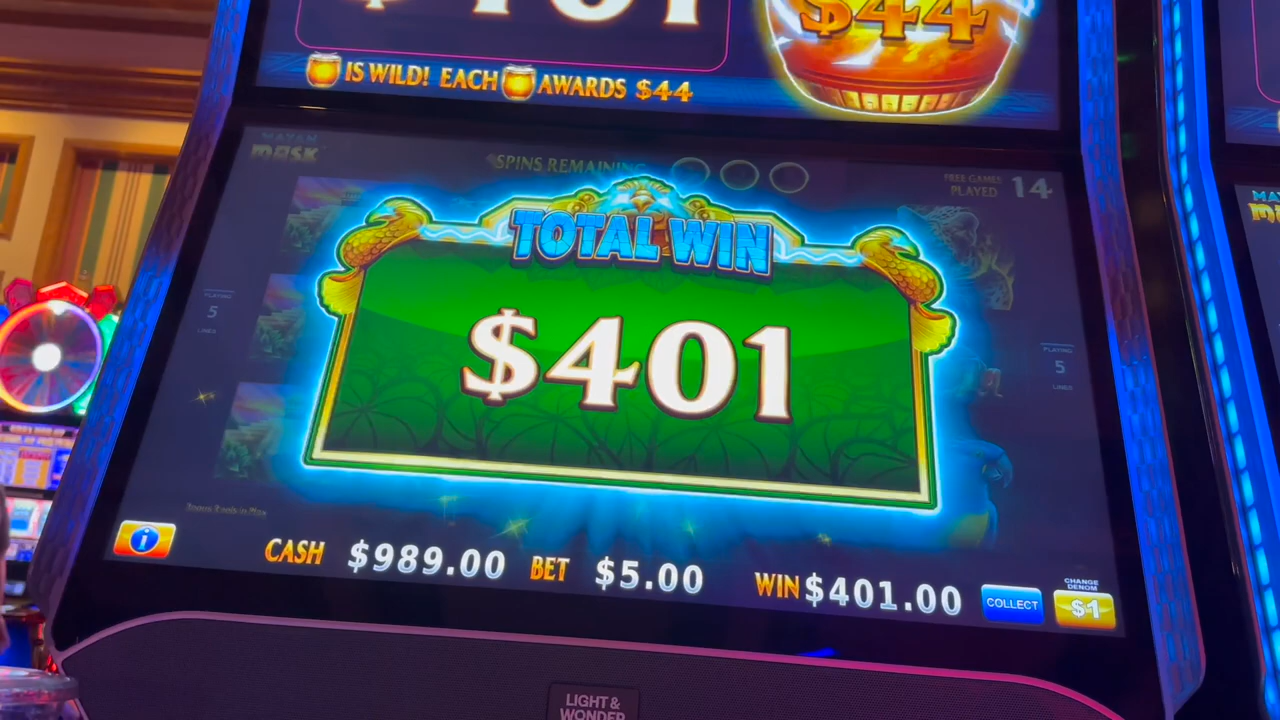 $44
IS WILD! EACH AWARDS $44
MAYAN
MASK
SPINS REMAINING
FREE GAMES
PLAYED 14
TOTAL WIN
$401
PLAYING
5
LINES
PLAYING
5
LINES
CASH $989.00 BET $5.00 WIN $401.00
COLLECT
CHANGE
DENOM
$1
LIGHT &
WONDER